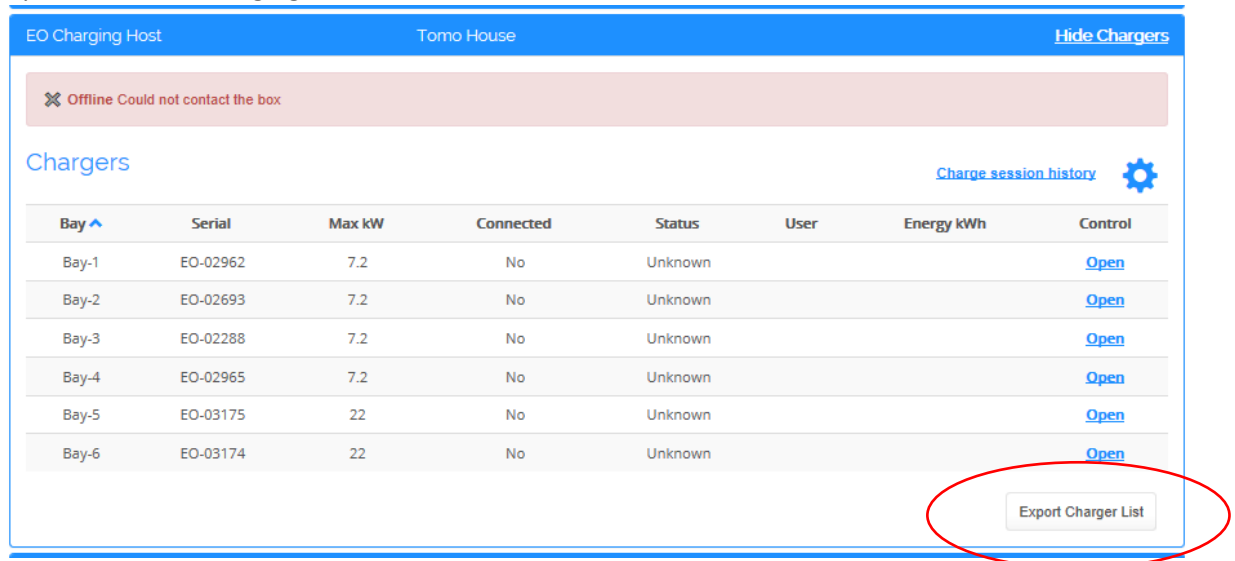 EO Charging Host Tomo House Hide Chargers
Offline Could not contact the box
Chargers
Charge session history
Bay Serial Max kW Connected Status User Energy kWh Control
Bay-1 EO-02962 7.2 No Unknown Open
Bay-2 EO-02693 7.2 No Unknown Open
Bay-3 EO-02288 7.2 No Unknown Open
Bay-4 EO-02965 7.2 No Unknown Open
Bay-5 EO-03175 22 No Unknown Open
Bay-6 EO-03174 22 No Unknown Open
Export Charger List